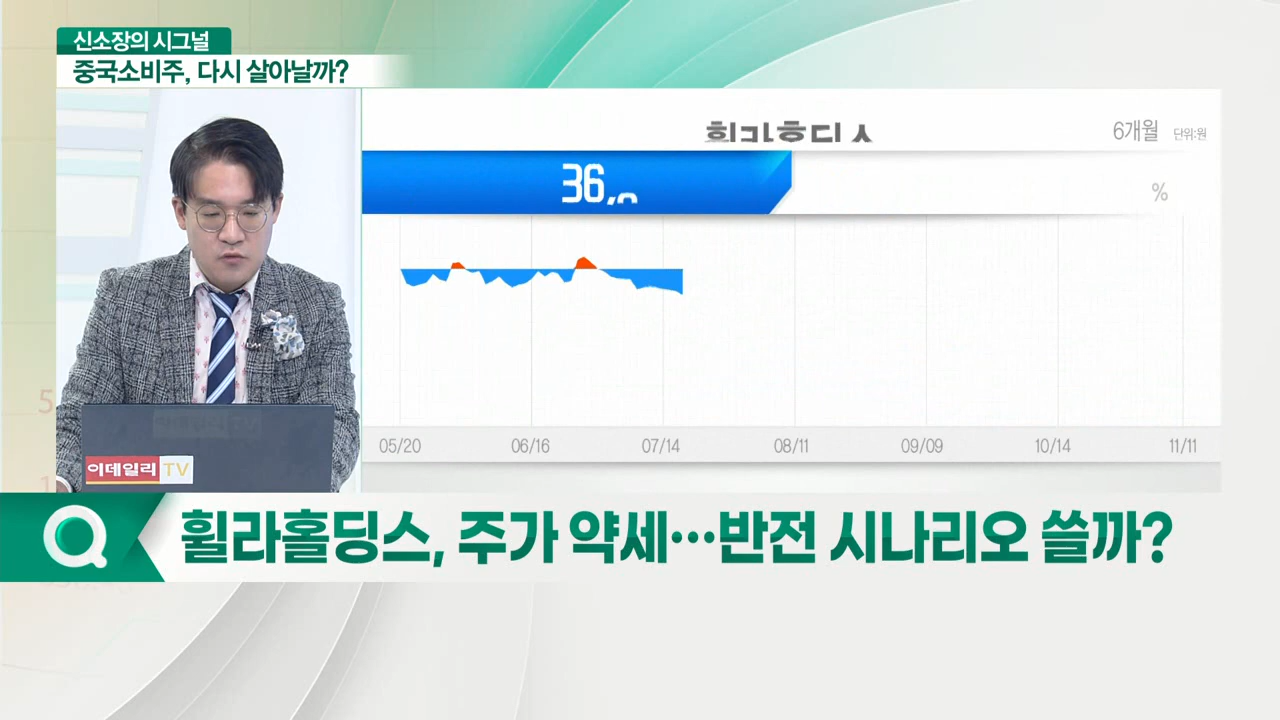 신소장의 시그널
중국소비주, 다시 살아날까?
6개월 단위:원
%
05/20 06/16 07/14 08/11 09/09 10/14 11/11
이데일리 TV
휠라홀딩스, 주가 약세…반전 시나리오 쓸까?